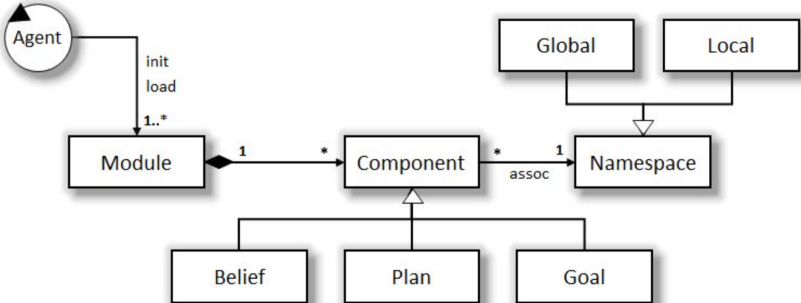 Agent
init
load
1..*
Global
Local
Module
1
*
Component
*
assoc
1
Namespace
Belief
Plan
Goal